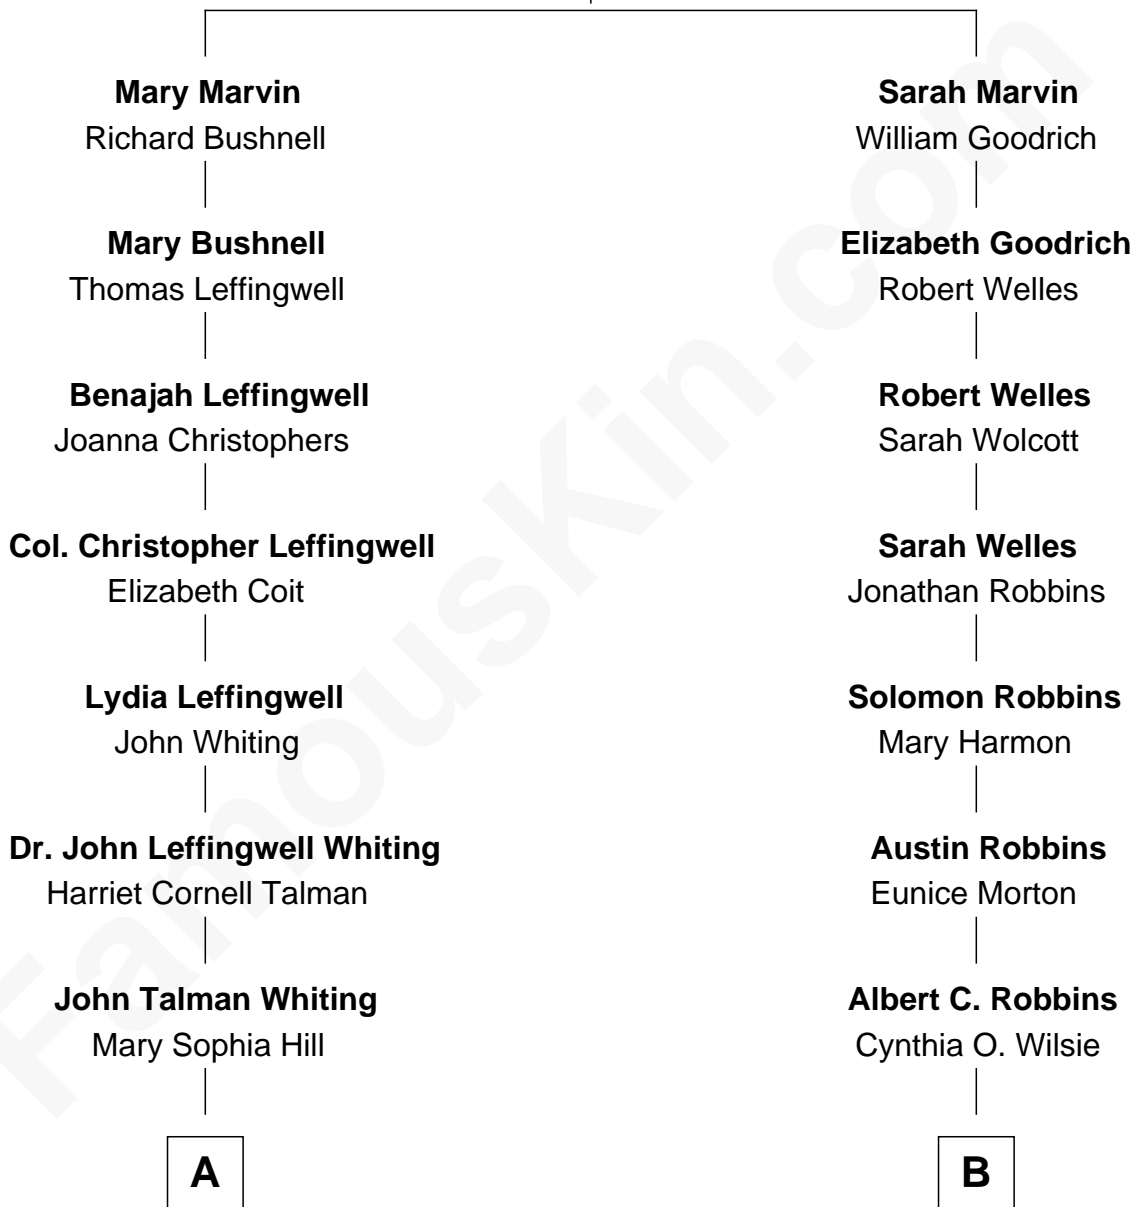 Mary Marvin
Richard Bushnell
Sarah Marvin
William Goodrich
Mary Bushnell
Thomas Leffingwell
Elizabeth Goodrich
Robert Welles
Benajah Leffingwell
Joanna Christophers
Robert Welles
Sarah Wolcott
Col. Christopher Leffingwell
Elizabeth Coit
Sarah Welles
Jonathan Robbins
Lydia Leffingwell
John Whiting
Solomon Robbins
Mary Harmon
Dr. John Leffingwell Whiting
Harriet Cornell Talman
Austin Robbins
Eunice Morton
John Talman Whiting
Mary Sophia Hill
Albert C. Robbins
Cynthia O. Wilsie
A
B
FamousKin.com